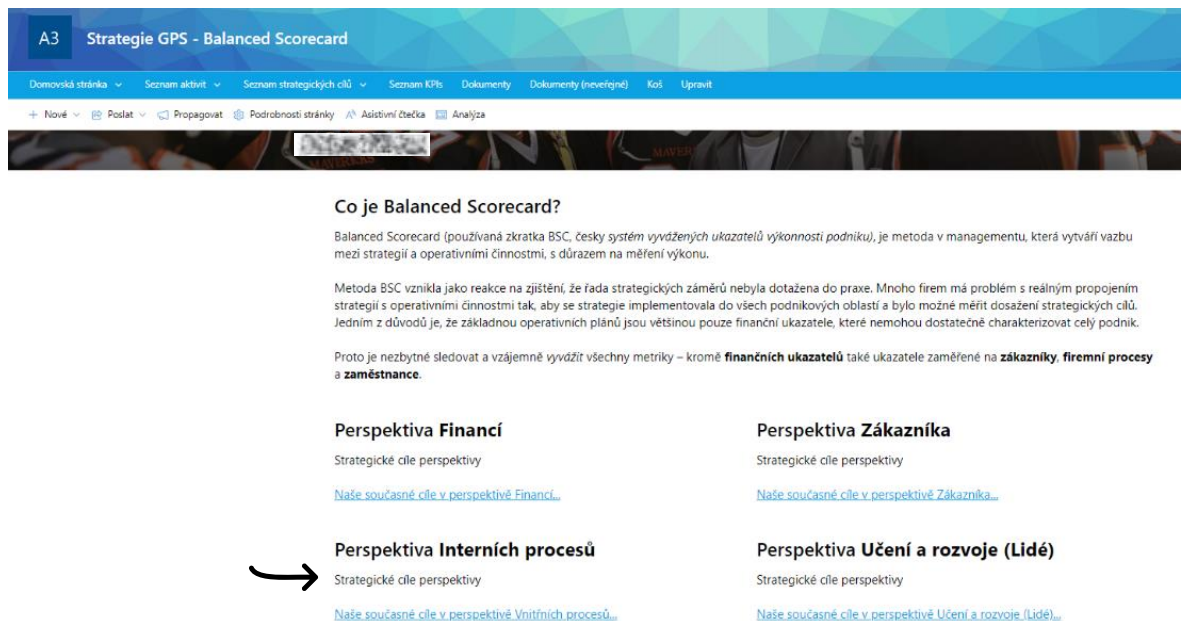 A3 Strategie GPS - Balanced Scorecard
Domovská stránka Seznam aktivit Seznam strategických cílů Seznam KPIs Dokumenty Dokumenty (neveřejné) Koš Upravit
Nové Poslat Propagovat Podrobnosti stránky Asistivní čtečka Analýza
MAVERICKS
Co je Balanced Scorecard?
Balanced Scorecard (používaná zkratka BSC, česky systém vyvážených ukazatelů výkonnosti podniku), je metoda v managementu, která vytváří vazbu
mezi strategií a operativními činnostmi, s důrazem na měření výkonu.
Metoda BSC vznikla jako reakce na zjištění, že řada strategických záměrů nebyla dotažena do praxe. Mnoho firem má problém s reálným propojením
strategií s operativními činnostmi tak, aby se strategie implementovala do všech podnikových oblastí a bylo možné měřit dosažení strategických cílů.
Jedním z důvodů je, že základnou operativních plánů jsou většinou pouze finanční ukazatele, které nemohou dostatečně charakterizovat celý podnik.
Proto je nezbytné sledovat a vzájemně vyvážit všechny metriky – kromě finančních ukazatelů také ukazatele zaměřené na zákazníky, firemní procesy
a zaměstnance.
Perspektiva Financí
Strategické cíle perspektivy
Naše současné cíle v perspektivě Financí...
Perspektiva Zákazníka
Strategické cíle perspektivy
Naše současné cíle v perspektivě Zákazníka...
Perspektiva Interních procesů
Strategické cíle perspektivy
Naše současné cíle v perspektivě Vnitřních procesů...
Perspektiva Učení a rozvoje (Lidé)
Strategické cíle perspektivy
Naše současné cíle v perspektivě Učení a rozvoje (Lidé)...